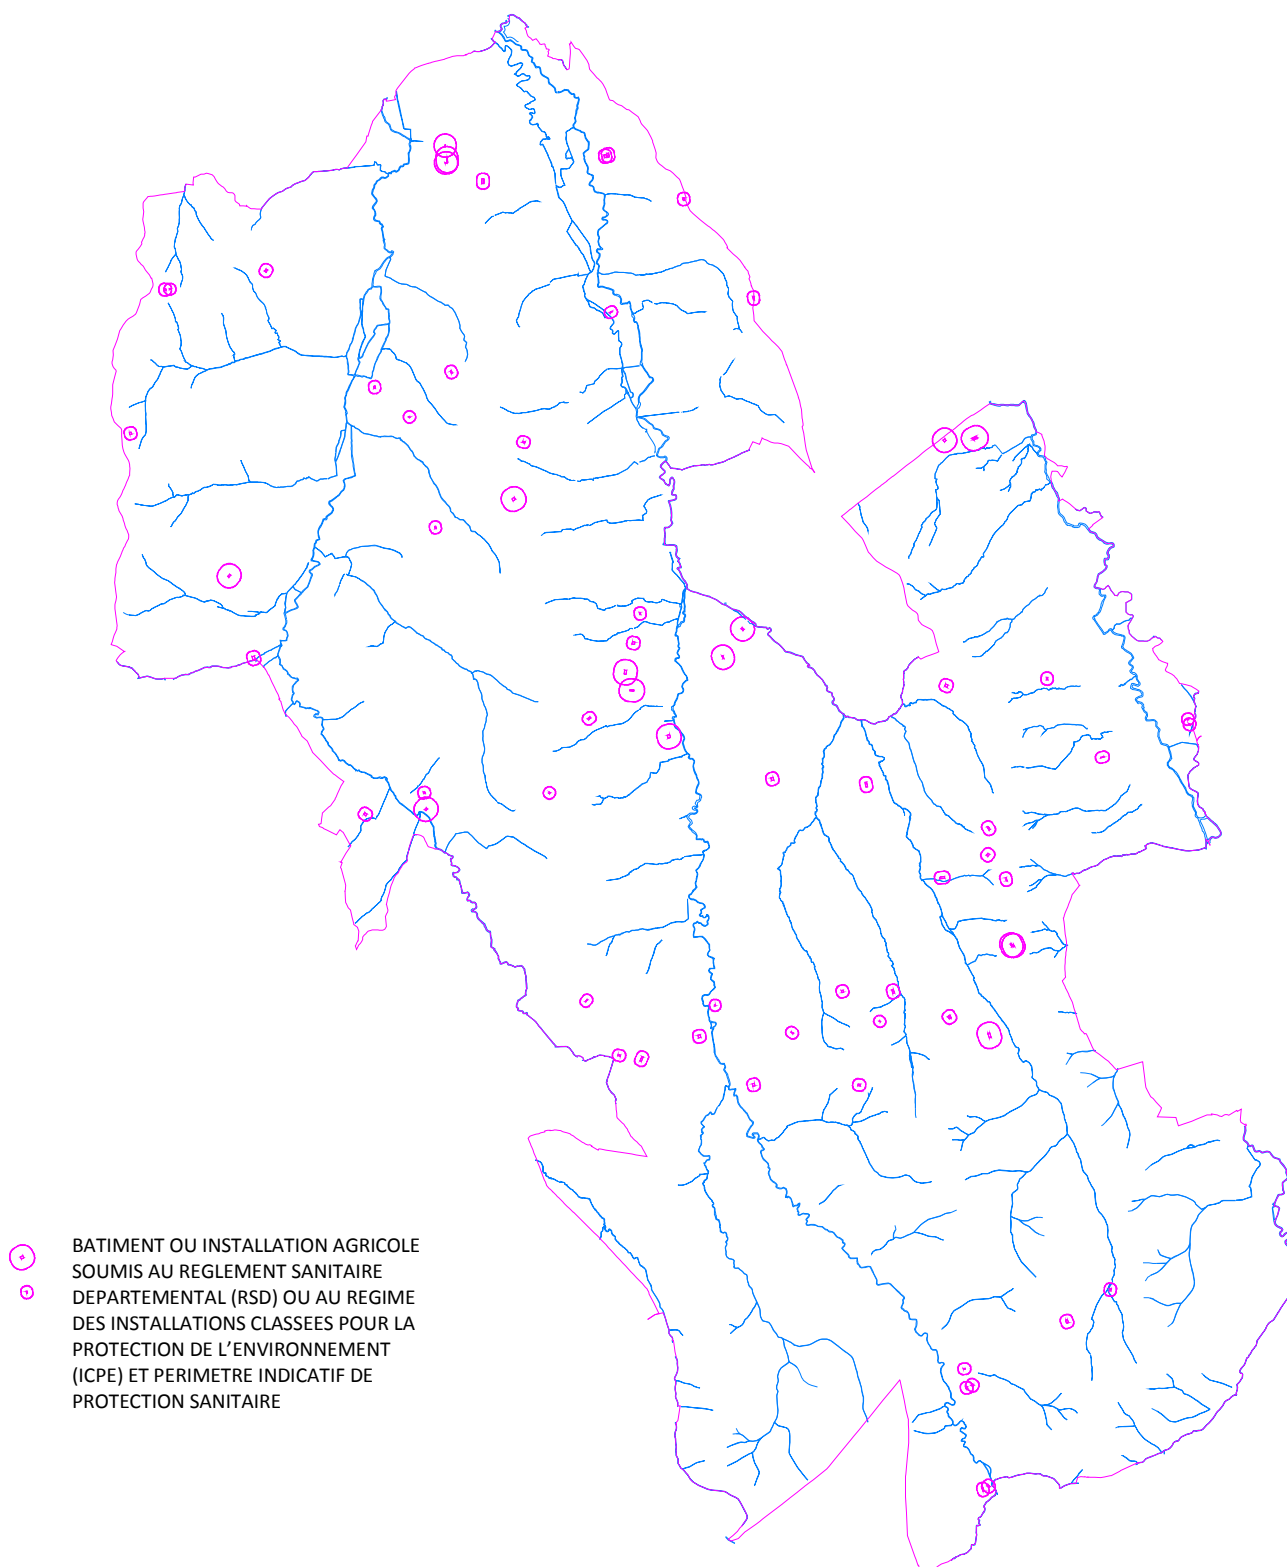 BATIMENT OU INSTALLATION AGRICOLE
SOUMIS AU REGLEMENT SANITAIRE
DEPARTEMENTAL (RSD) OU AU REGIME
DES INSTALLATIONS CLASSEES POUR LA
PROTECTION DE L’ENVIRONNEMENT
(ICPE) ET PERIMETRE INDICATIF DE
PROTECTION SANITAIRE